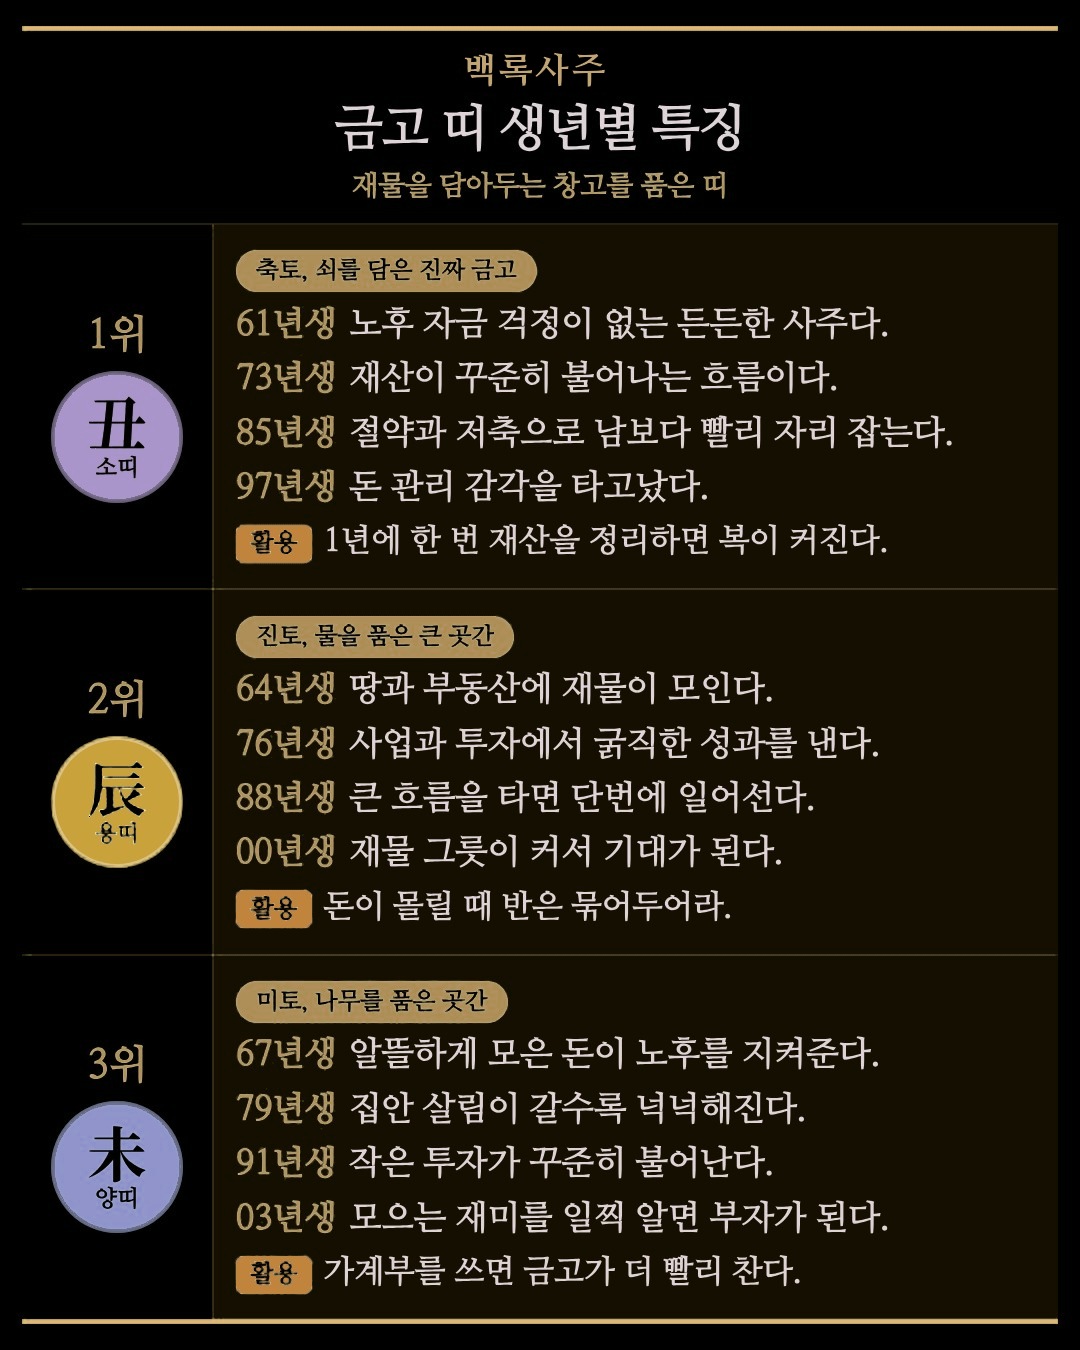 백록사주
금고 띠 생년별 특징
재물을 담아두는 창고를 품은 띠
1위
丑
소띠
축토, 쇠를 담은 진짜 금고
61년생 노후 자금 걱정이 없는 든든한 사주다.
73년생 재산이 꾸준히 불어나는 흐름이다.
85년생 절약과 저축으로 남보다 빨리 자리 잡는다.
97년생 돈 관리 감각을 타고났다.
활용 1년에 한 번 재산을 정리하면 복이 커진다.
2위
辰
용띠
진토, 물을 품은 큰 곳간
64년생 땅과 부동산에 재물이 모인다.
76년생 사업과 투자에서 굵직한 성과를 낸다.
88년생 큰 흐름을 타면 단번에 일어선다.
00년생 재물 그릇이 커서 기대가 된다.
활용 돈이 몰릴 때 반은 묶어두어라.
3위
未
양띠
미토, 나무를 품은 곳간
67년생 알뜰하게 모은 돈이 노후를 지켜준다.
79년생 집안 살림이 갈수록 넉넉해진다.
91년생 작은 투자가 꾸준히 불어난다.
03년생 모으는 재미를 일찍 알면 부자가 된다.
활용 가계부를 쓰면 금고가 더 빨리 찬다.